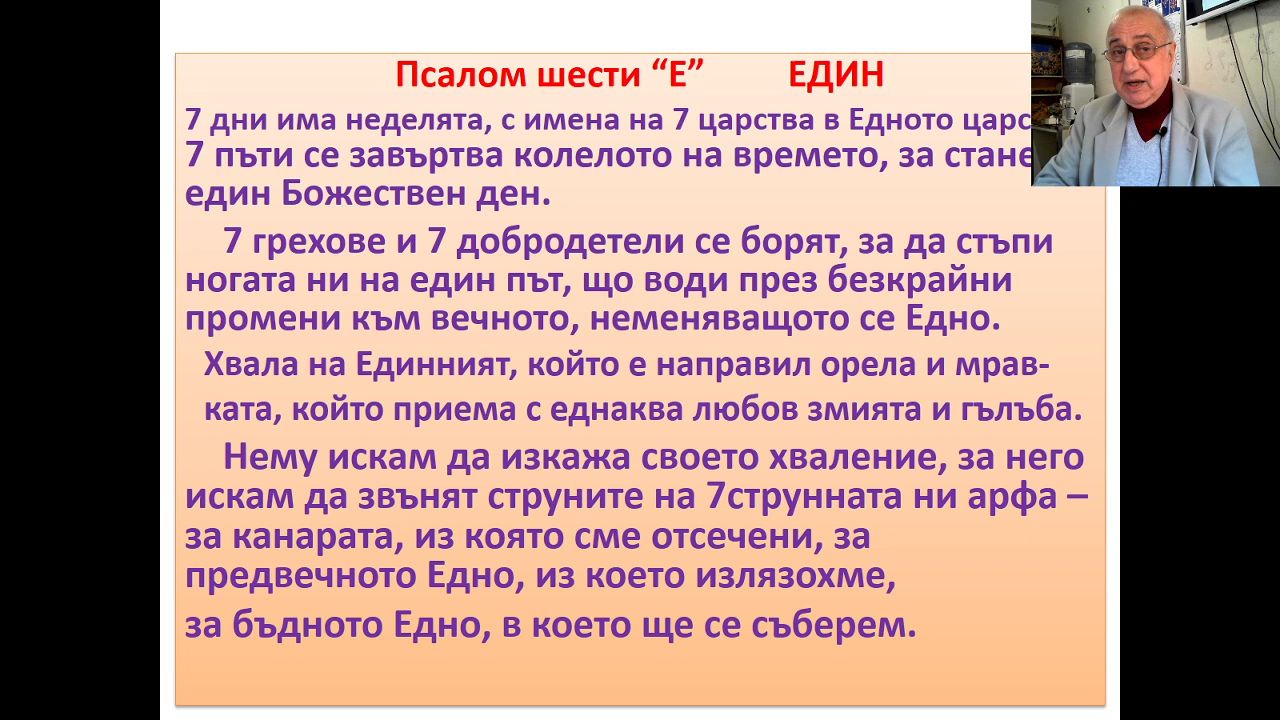 Псалом шести “Е” ЕДИН
7 дни има неделята, с имена на 7 царства в Едното
7 пъти се завъртва колелото на времето, за стане
един Божествен ден.
7 грехове и 7 добродетели се борят, за да стъпи
ногата ни на един път, що води през безкрайни
промени към вечното, неменяващото се Едно.
Хвала на Единният, който е направил орела и мрав-
ката, който приема с еднаква любов змията и гълъба.
Нему искам да изкажа своето хваление, за него
искам да звънят струните на 7струнната ни арфа –
за канарата, из която сме отсечени, за
предвечното Едно, из което излязохме,
за бъдното Едно, в което ще се съберем.